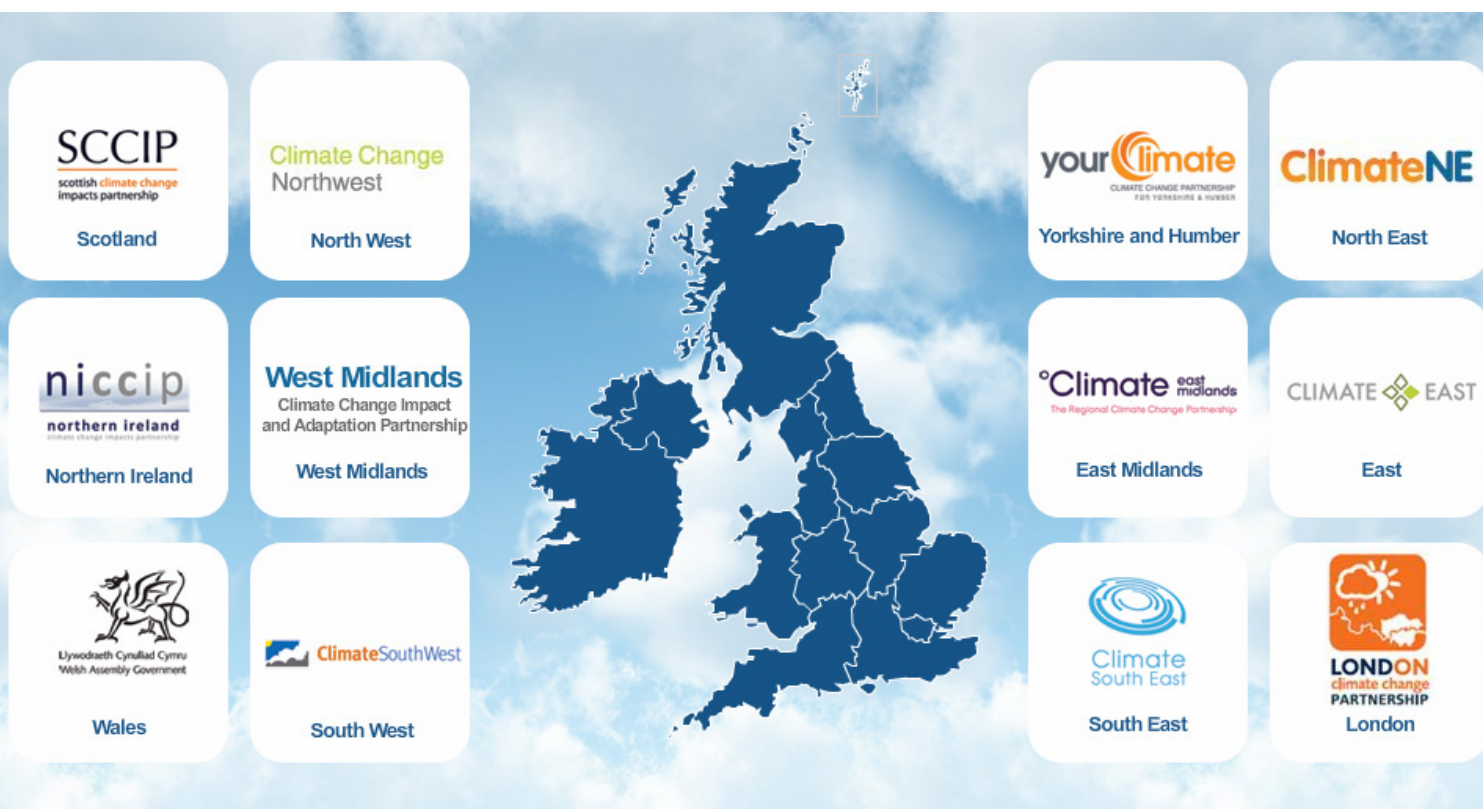 SCCIP
scottish climate change
impacts partnership
Scotland
Climate Change
Northwest
North West
your Climate
CLIMATE CHANGE PARTNERSHIP
FOR YORKSHIRE & HUMBER
Yorkshire and Humber
ClimateNE
North East
niccip
northern ireland
climate change impacts partnership
Northern Ireland
West Midlands
Climate Change Impact
and Adaptation Partnership
West Midlands
°Climate east midlands
The Regional Climate Change Partnership
East Midlands
CLIMATE EAST
East
Llywodraeth Cynulliad Cymru
Welsh Assembly Government
Wales
ClimateSouthWest
South West
Climate
South East
South East
LONDON
climate change
PARTNERSHIP
London